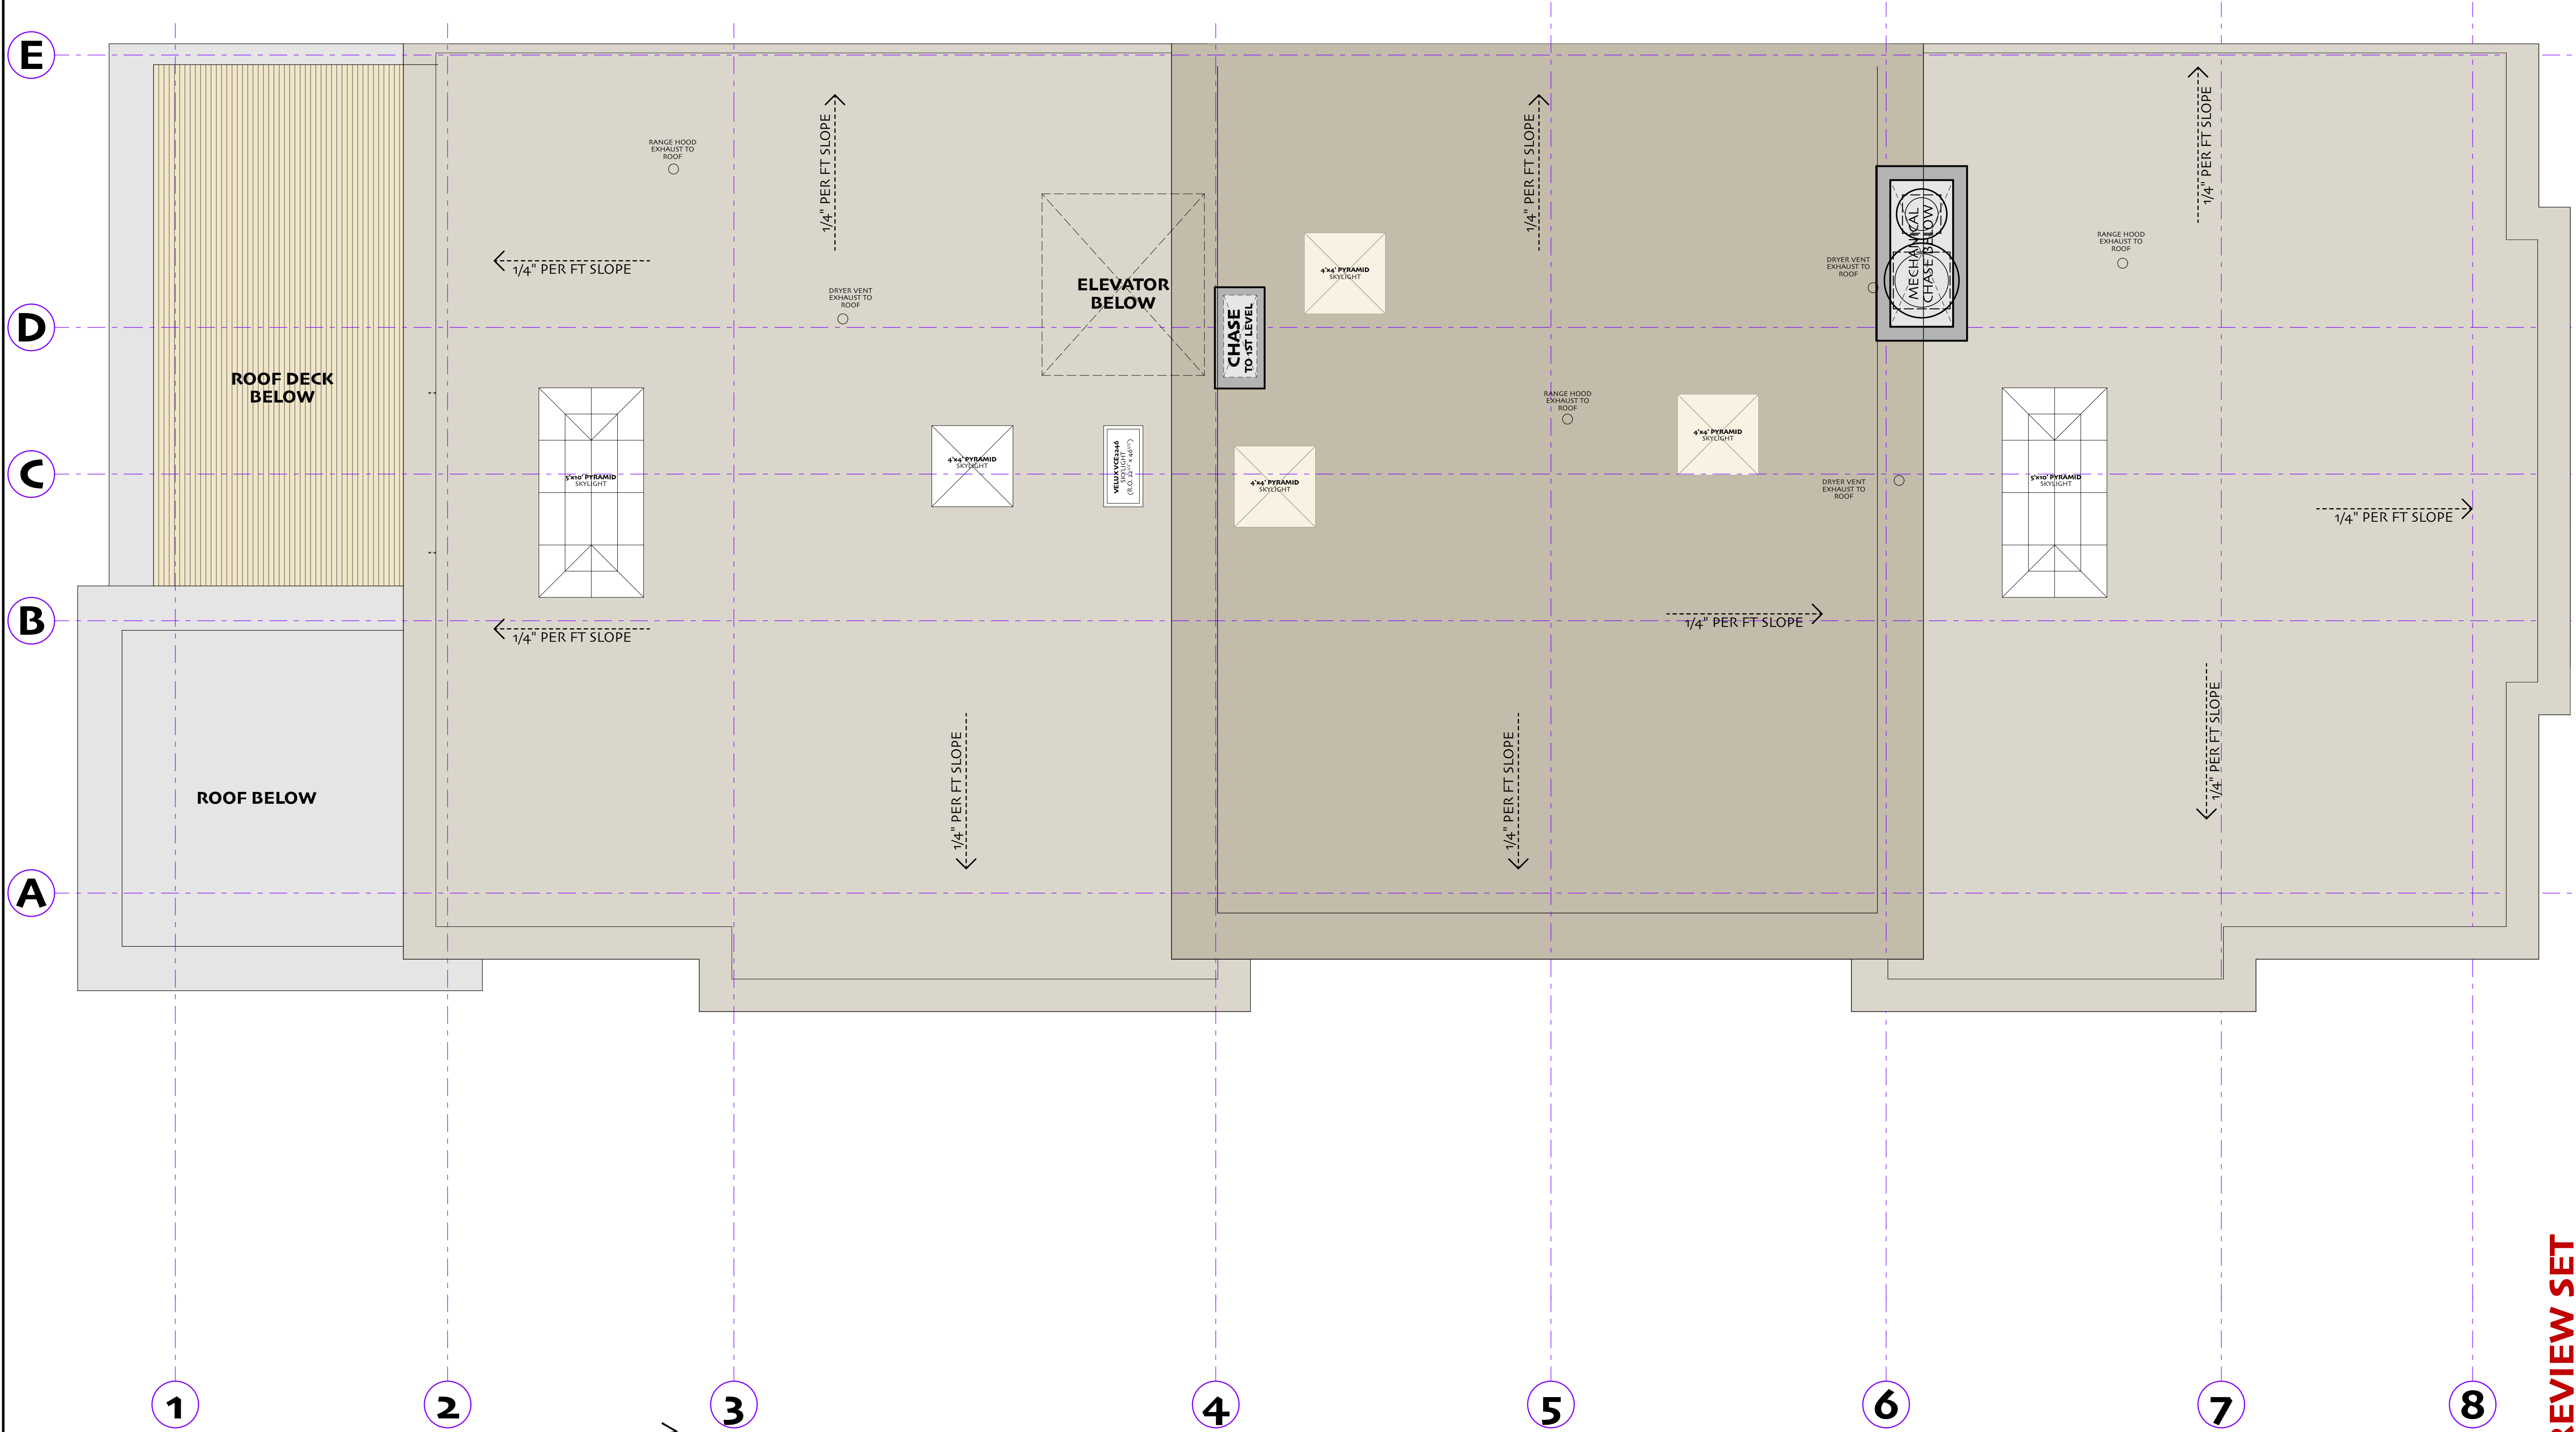 E
1/4" PER FT SLOPE
1/4" PER FT SLOPE
1/4" PER FT SLOPE
RANGE HOOD
EXHAUST TO
ROOF
1/4" PER FT SLOPE
DRYER VENT
EXHAUST TO
ROOF
ELEVATOR
BELOW
4'x4' PYRAMID
SKYLIGHT
DRYER VENT
EXHAUST TO
ROOF
MECHANICAL
CHASE BELOW
RANGE HOOD
EXHAUST TO
ROOF
D
CHASE
TO 1ST LEVEL
ROOF DECK
BELOW
RANGE HOOD
EXHAUST TO
ROOF
4'x4' PYRAMID
SKYLIGHT
C
5'x10' PYRAMID
SKYLIGHT
4'x4' PYRAMID
SKYLIGHT
VELUX VCE2246
SKYLIGHT
4'x4' PYRAMID
SKYLIGHT
DRYER VENT
EXHAUST TO
ROOF
5'x10' PYRAMID
SKYLIGHT
1/4" PER FT SLOPE
B
1/4" PER FT SLOPE
1/4" PER FT SLOPE
1/4" PER FT SLOPE
1/4" PER FT SLOPE
1/4" PER FT SLOPE
ROOF BELOW
A
1
2
3
4
5
6
7
8
REVIEW SET